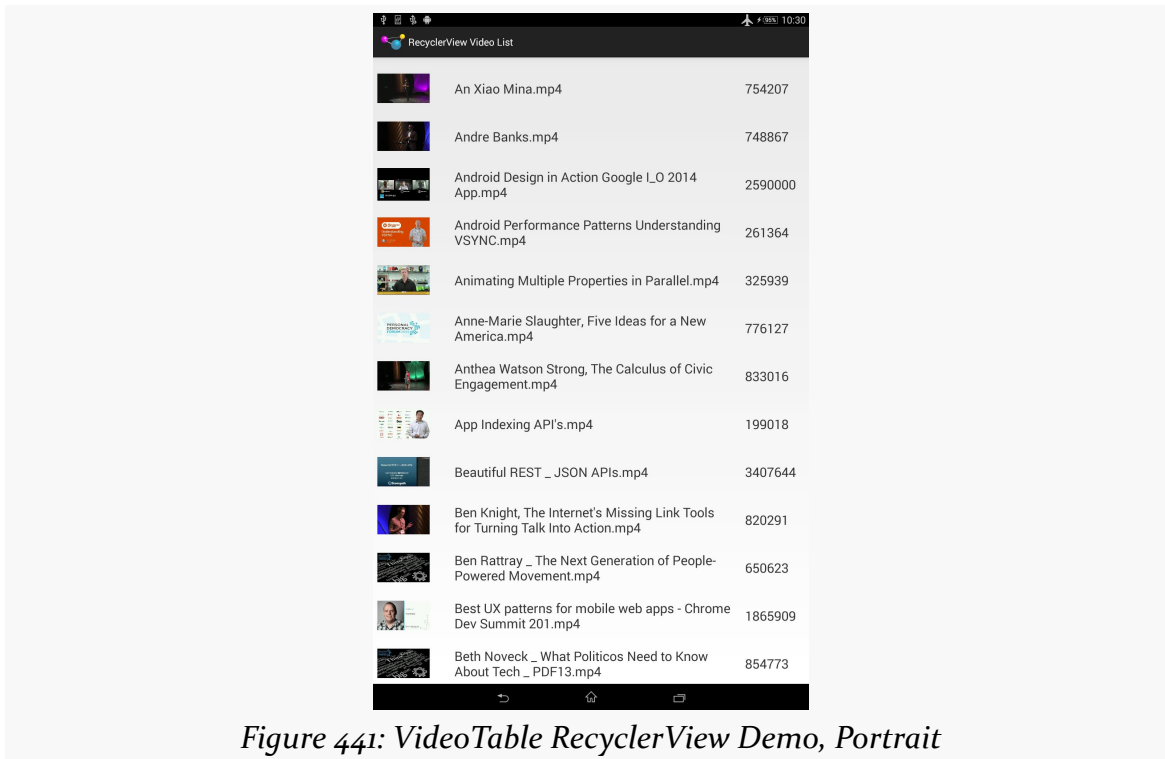 95% 10:30
RecyclerView Video List
An Xiao Mina.mp4 754207
Andre Banks.mp4 748867
Android Design in Action Google I_O 2014
App.mp4 2590000
Android Performance Patterns Understanding
VSYNC.mp4 261364
Animating Multiple Properties in Parallel.mp4 325939
Anne-Marie Slaughter, Five Ideas for a New
America.mp4 776127
Anthea Watson Strong, The Calculus of Civic
Engagement.mp4 833016
App Indexing API's.mp4 199018
Beautiful REST _ JSON APIs.mp4 3407644
Ben Knight, The Internet's Missing Link Tools
for Turning Talk Into Action.mp4 820291
Ben Rattray _ The Next Generation of People-
Powered Movement.mp4 650623
Best UX patterns for mobile web apps - Chrome
Dev Summit 201.mp4 1865909
Beth Noveck _ What Politicos Need to Know
About Tech _ PDF13.mp4 854773
Figure 441: VideoTable RecyclerView Demo, Portrait